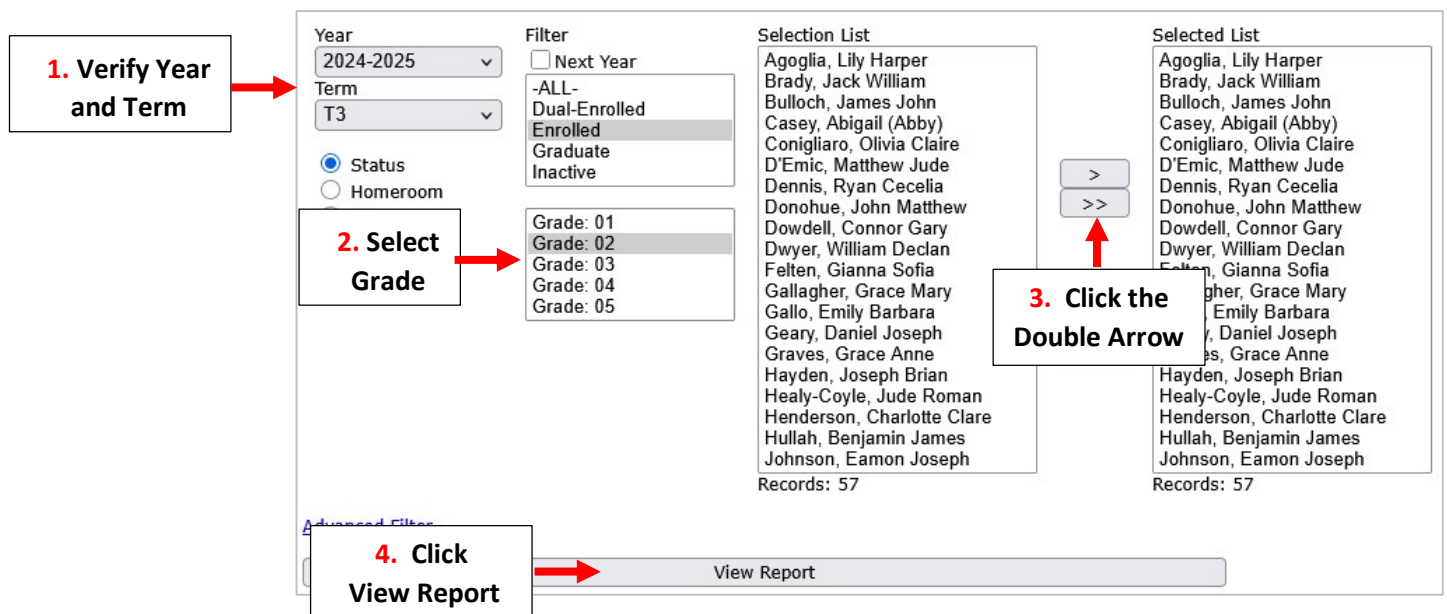 1. Verify Year
and Term
Year
2024-2025
Term
T3
Status
Homeroom
Filter
Next Year
-ALL-
Dual-Enrolled
Enrolled
Graduate
Inactive
2. Select
Grade
Grade: 01
Grade: 02
Grade: 03
Grade: 04
Grade: 05
Selection List
Agoglia, Lily Harper
Brady, Jack William
Bulloch, James John
Casey, Abigail (Abby)
Conigliaro, Olivia Claire
D'Emic, Matthew Jude
Dennis, Ryan Cecelia
Donohue, John Matthew
Dowdell, Connor Gary
Dwyer, William Declan
Felten, Gianna Sofia
Gallagher, Grace Mary
Gallo, Emily Barbara
Geary, Daniel Joseph
Graves, Grace Anne
Hayden, Joseph Brian
Healy-Coyle, Jude Roman
Henderson, Charlotte Clare
Hullah, Benjamin James
Johnson, Eamon Joseph
Records: 57
>
>>
3. Click the
Double Arrow
Selected List
Agoglia, Lily Harper
Brady, Jack William
Bulloch, James John
Casey, Abigail (Abby)
Conigliaro, Olivia Claire
D'Emic, Matthew Jude
Dennis, Ryan Cecelia
Donohue, John Matthew
Dowdell, Connor Gary
Dwyer, William Declan
Gianna Sofia
Grace Mary
Emily Barbara
Daniel Joseph
Grace Anne
Hayden, Joseph Brian
Healy-Coyle, Jude Roman
Henderson, Charlotte Clare
Hullah, Benjamin James
Johnson, Eamon Joseph
Records: 57
Advanced Filter
4. Click
View Report
View Report